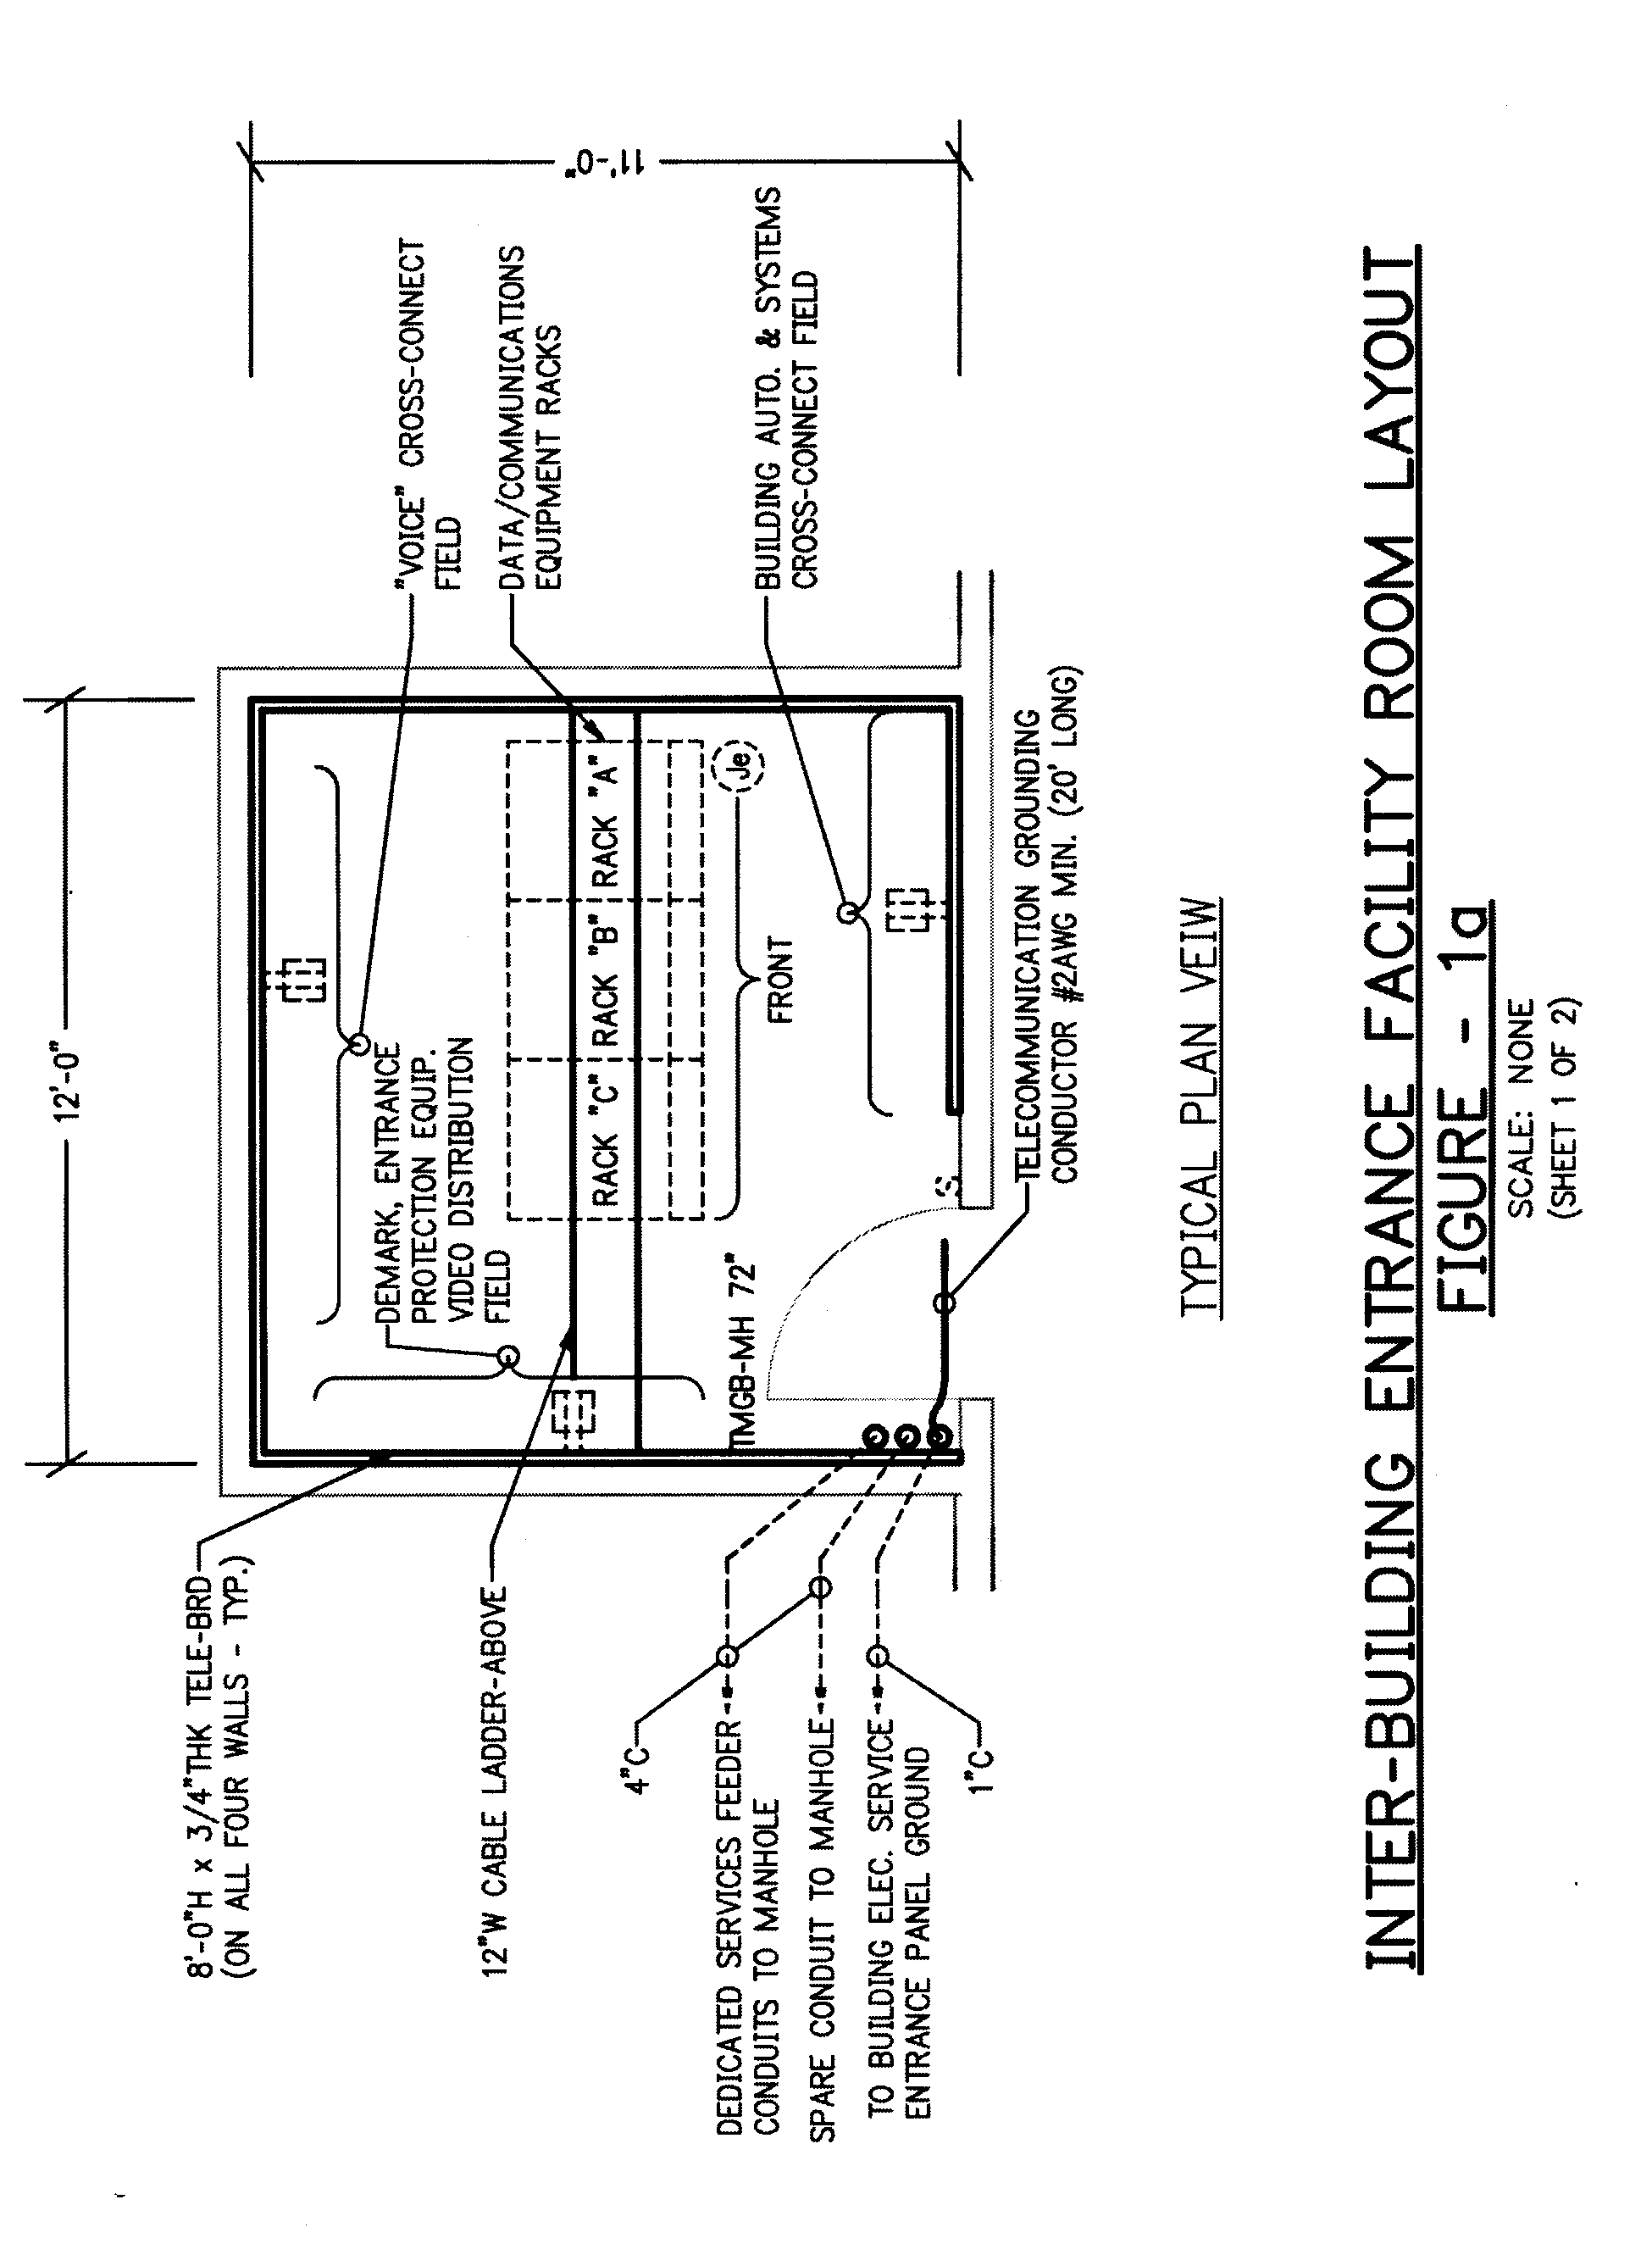 12'-0"
11'-0"
8'-0"H x 3/4"THK TELE-BRD
(ON ALL FOUR WALLS - TYP.)
"VOICE" CROSS-CONNECT
FIELD
DEMARK, ENTRANCE
PROTECTION EQUIP.
VIDEO DISTRIBUTION
FIELD
DATA/COMMUNICATIONS
EQUIPMENT RACKS
12"W CABLE LADDER-ABOVE
RACK "C"
RACK "B"
RACK "A"
Je
FRONT
TMGB-MH 72"
BUILDING AUTO. & SYSTEMS
CROSS-CONNECT FIELD
4"C
DEDICATED SERVICES FEEDER
CONDUITS TO MANHOLE
SPARE CONDUIT TO MANHOLE
TO BUILDING ELEC. SERVICE
ENTRANCE PANEL GROUND
1"C
TELECOMMUNICATION GROUNDING
CONDUCTOR #2AWG MIN. (20' LONG)
TYPICAL PLAN VEIW
INTER-BUILDING ENTRANCE FACILITY ROOM LAYOUT
FIGURE - 1a
SCALE: NONE
(SHEET 1 OF 2)